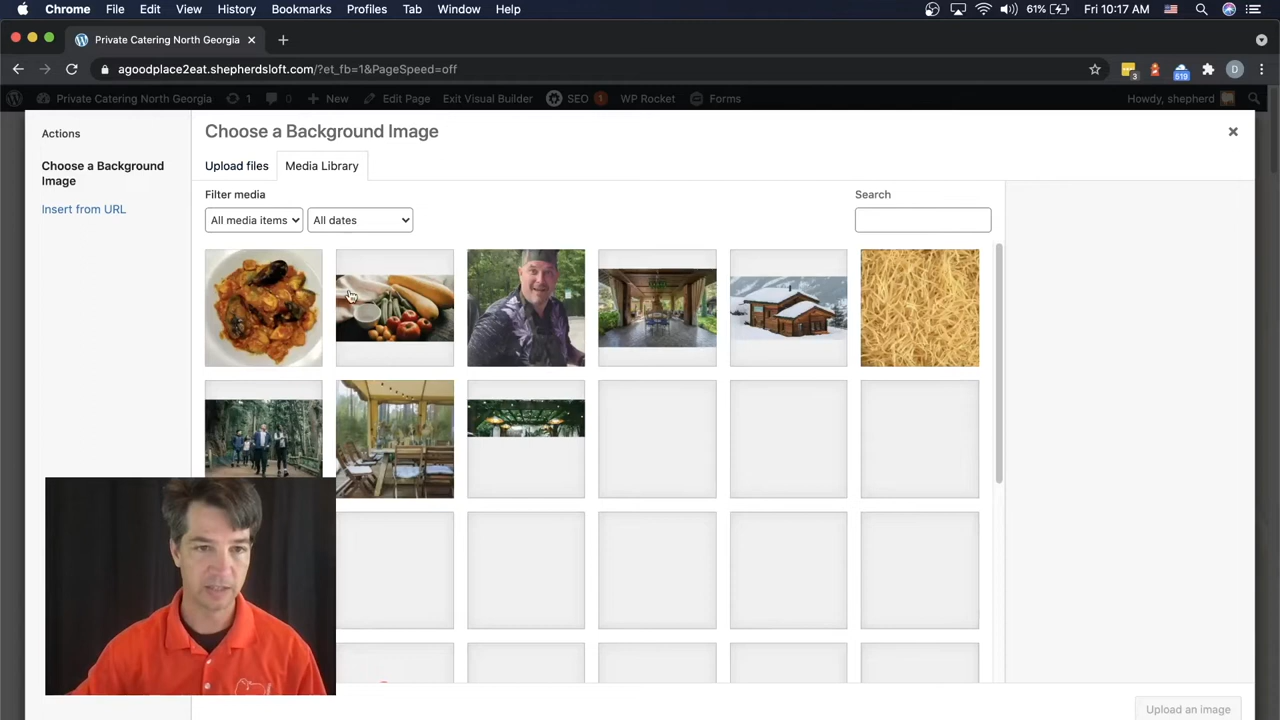 Chrome File Edit View History Bookmarks Profiles Tab Window Help 61% Fri 10:17 AM
Private Catering North Georgia
agoodplace2eat.shepherdsloft.com/?et_fb=1&PageSpeed=off 3 519 D
Private Catering North Georgia 1 0 New Edit Page Exit Visual Builder SEO 1 WP Rocket Forms Howdy, shepherd
Actions
Choose a Background
Image
Insert from URL
Choose a Background Image
Upload files Media Library
Filter media
All media items All dates
Search
Upload an image